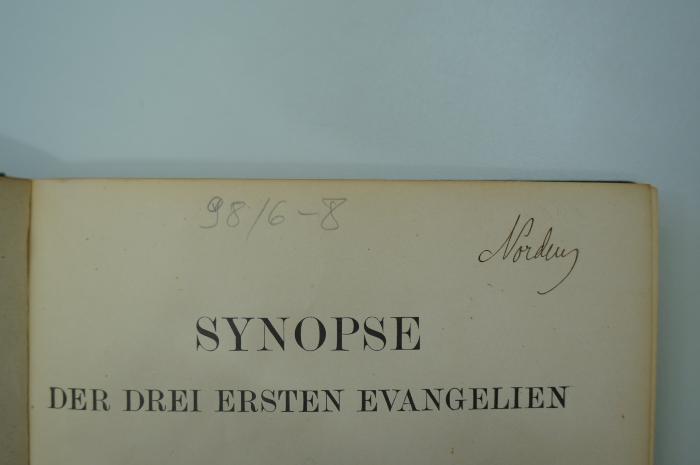 98/6-8
Norden
SYNOPSE
DER DREI ERSTEN EVANGELIEN